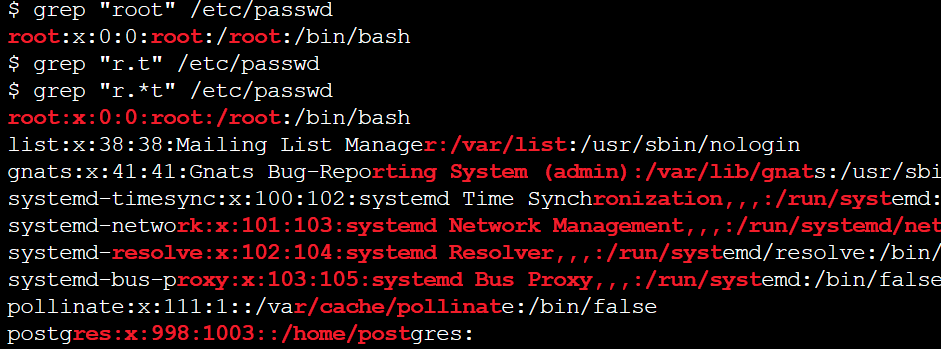 $ grep "root" /etc/passwd
root:x:0:0:root:/root:/bin/bash
$ grep "r.t" /etc/passwd
$ grep "r.*t" /etc/passwd
root:x:0:0:root:/root:/bin/bash
list:x:38:38:Mailing List Manager:/var/list:/usr/sbin/nologin
gnats:x:41:41:Gnats Bug-Reporting System (admin):/var/lib/gnats:/usr/sbi
systemd-timesync:x:100:102:systemd Time Synchronization,,,:/run/systemd:
systemd-network:x:101:103:systemd Network Management,,,:/run/systemd/net
systemd-resolve:x:102:104:systemd Resolver,,,:/run/systemd/resolve:/bin/
systemd-bus-proxy:x:103:105:systemd Bus Proxy,,,:/run/systemd:/bin/false
pollinate:x:111:1::/var/cache/pollinate:/bin/false
postgres:x:998:1003::/home/postgres: